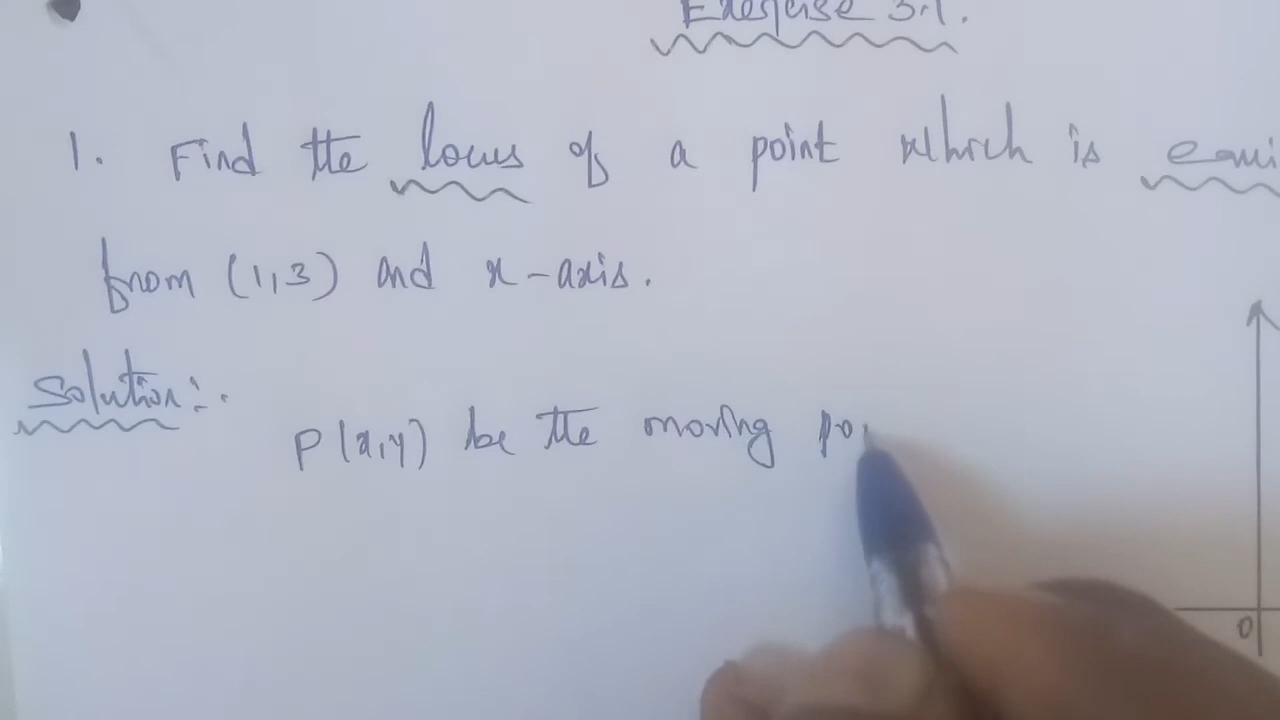 Exercise 3.1.
1. Find the locus of a point which is equi
from (1,3) and x-axis.
Solution:-
P(x,y) be the moving po
0